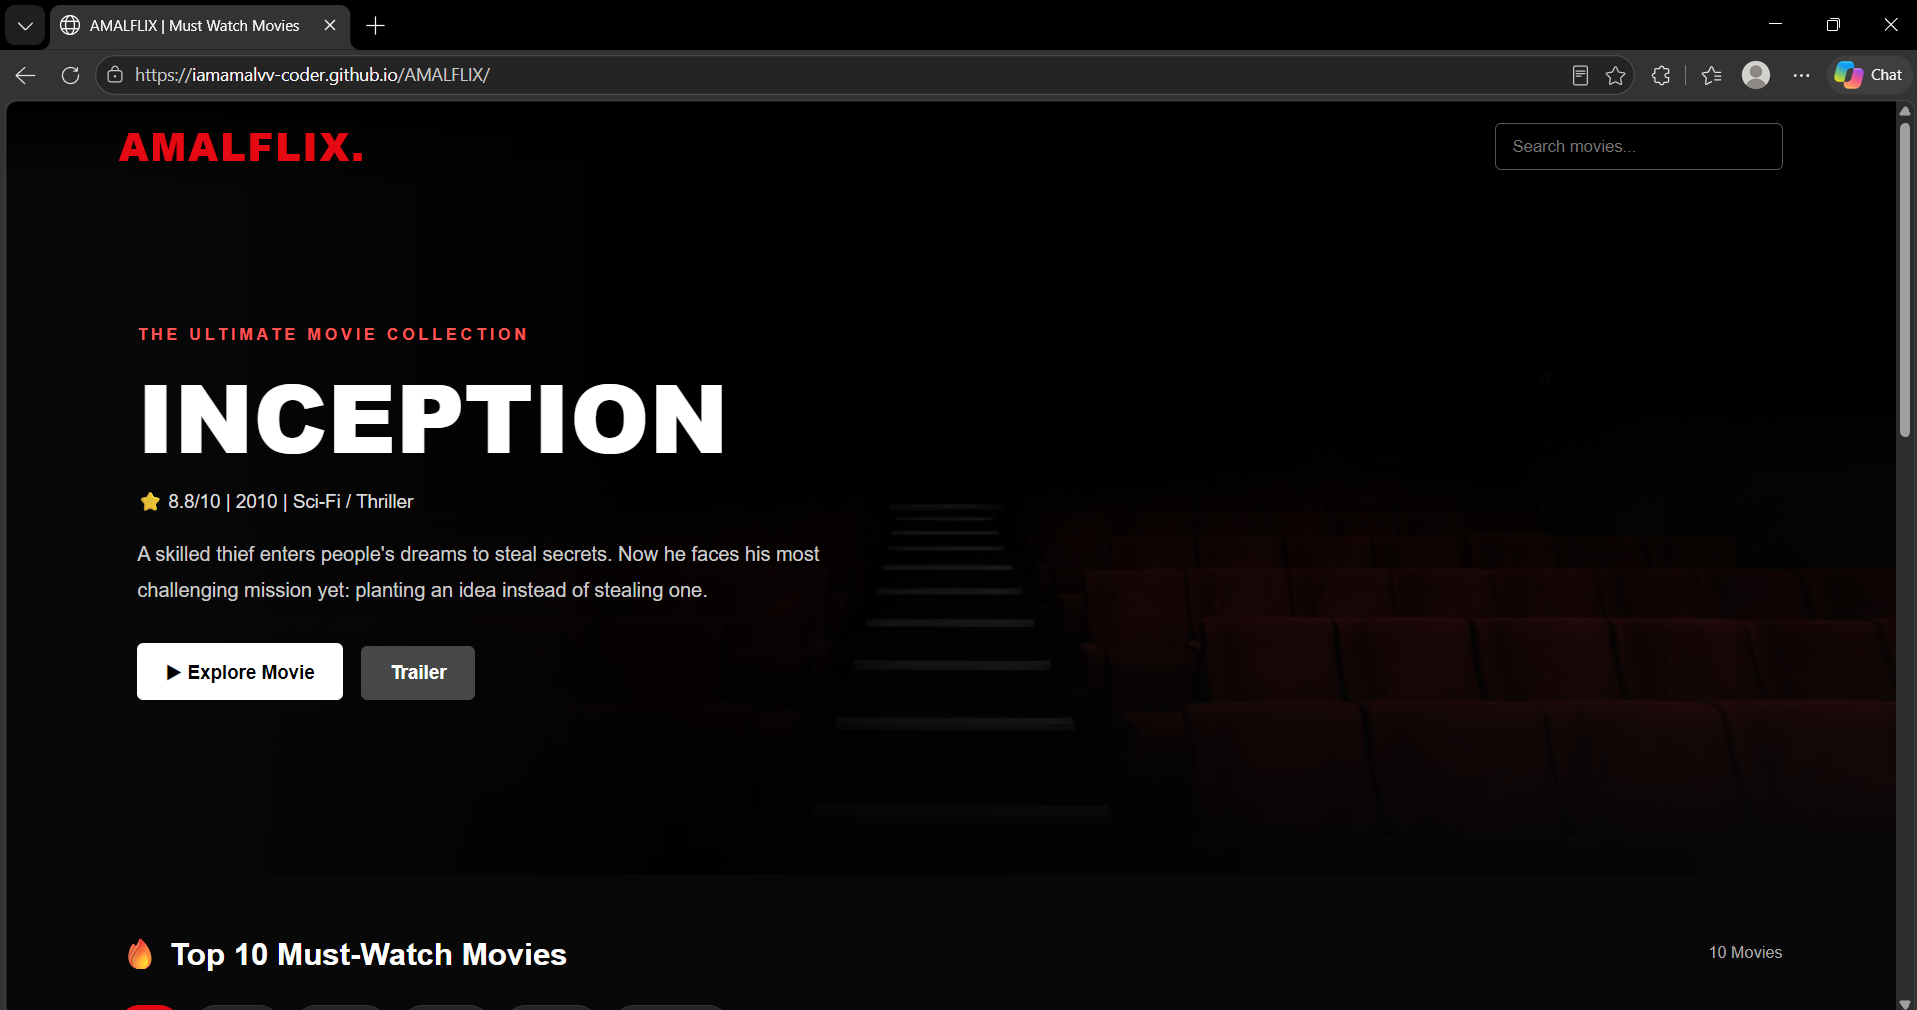 AMALFLIX | Must Watch Movies
https://iamamalvv-coder.github.io/AMALFLIX/
Chat
AMALFLIX.
Search movies...
THE ULTIMATE MOVIE COLLECTION
INCEPTION
⭐ 8.8/10 | 2010 | Sci-Fi / Thriller
A skilled thief enters people's dreams to steal secrets. Now he faces his most
challenging mission yet: planting an idea instead of stealing one.
▶ Explore Movie
Trailer
🔥 Top 10 Must-Watch Movies
10 Movies